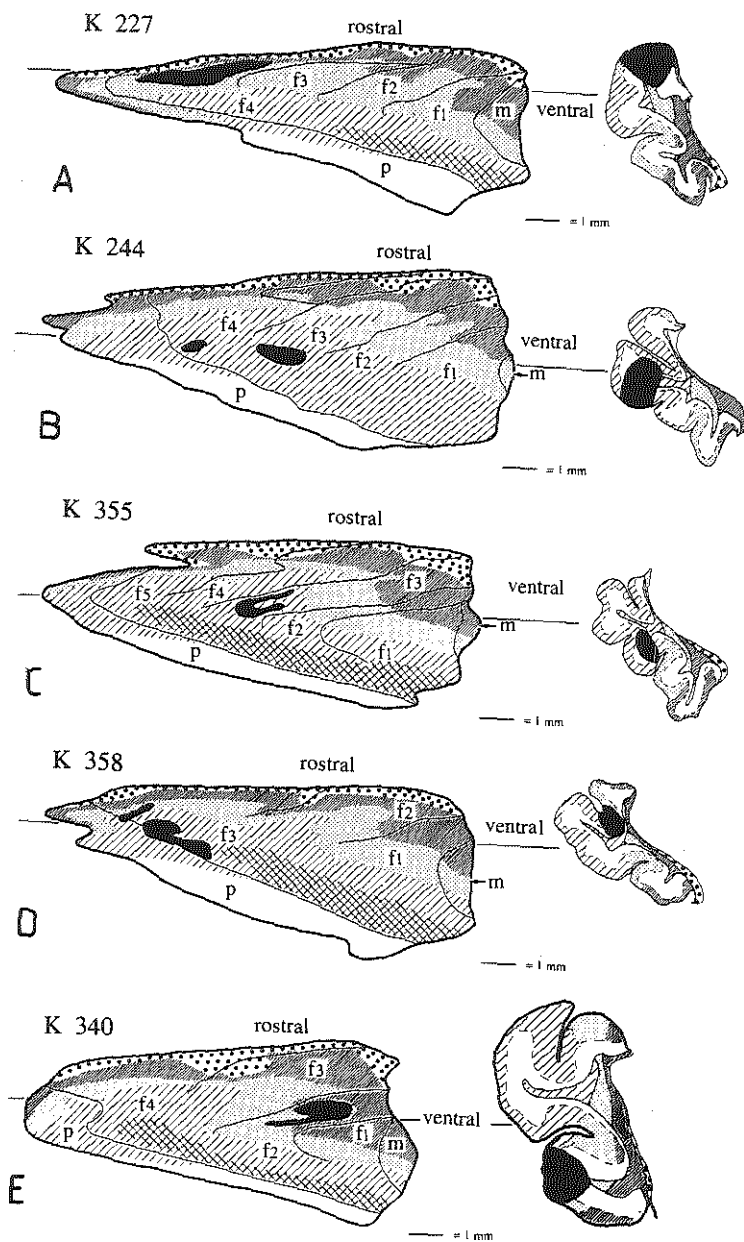 K 227
rostral
f3
f2
f4
f1
m
ventral
p
A
= 1 mm
K 244
rostral
f4
f3
f2
f1
ventral
m
p
B
= 1 mm
K 355
rostral
f5
f4
f3
f2
f1
ventral
m
p
C
= 1 mm
K 358
rostral
f2
f3
f1
ventral
m
p
D
= 1 mm
K 340
rostral
f3
f4
p
f2
f1
m
ventral
E
= 1 mm